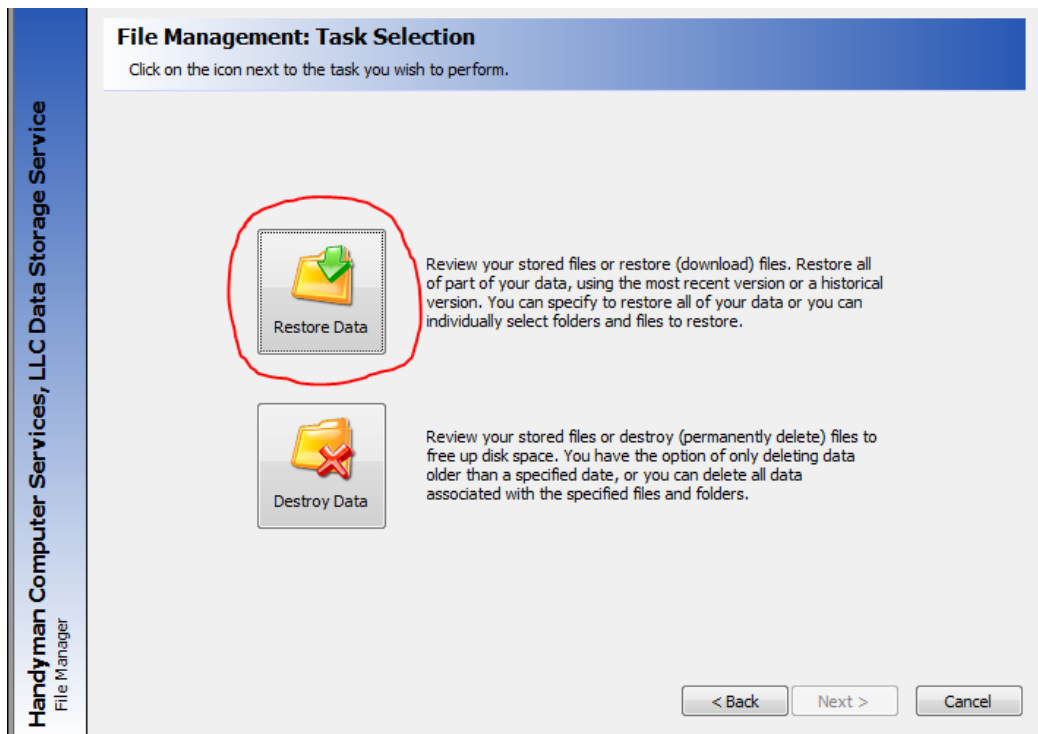 File Management: Task Selection
Click on the icon next to the task you wish to perform.
Handyman Computer Services, LLC Data Storage Service
File Manager
Restore Data
Review your stored files or restore (download) files. Restore all
of part of your data, using the most recent version or a historical
version. You can specify to restore all of your data or you can
individually select folders and files to restore.
Destroy Data
Review your stored files or destroy (permanently delete) files to
free up disk space. You have the option of only deleting data
older than a specified date, or you can delete all data
associated with the specified files and folders.
< Back
Next >
Cancel